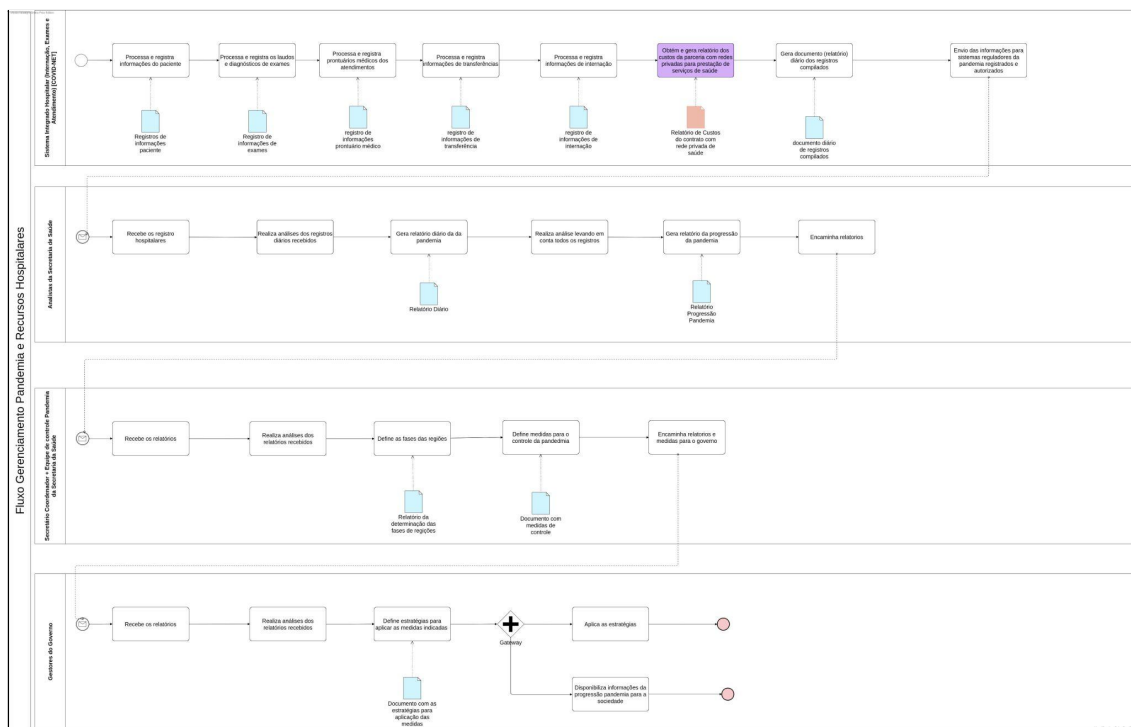 Fluxo Gerenciamento Pandemia e Recursos Hospitalares
Sistema Integrado Hospitalar (Internação, Exames e
Atendimento) [COVID-NET]
Processa e registra
informações do paciente
Processa e registra os laudos
e diagnósticos de exames
Processa e registra
prontuários médicos dos
atendimentos
Processa e registra
informações de transferências
Processa e registra
informações de internação
Obtém e gera relatório dos
custos da parceria com redes
privadas para prestação de
serviços de saúde
Gera documento (relatório)
diário dos registros
compilados
Envio das informações para
sistemas reguladores da
pandemia registrados e
autorizados
Registros de
informações
paciente
Registro de
informações de
exames
registro de
informações
prontuário médico
registro de
informações de
transferência
registro de
informações de
internação
Relatório de Custos
do contrato com
rede privada de
saúde
documento diário
de registros
compilados
Analistas da Secretaria de Saúde
Recebe os registro
hospitalares
Realiza análises dos registros
diários recebidos
Gera relatório diário da da
pandemia
Realiza análise levando em
conta todos os registros
Gera relatório da progressão
da pandemia
Encaminha relatorios
Relatório Diário
Relatório
Progressão
Pandemia
Secretário Coordenador + Equipe de controle Pandemia
da Secretaria da Saúde
Recebe os relatórios
Realiza análises dos
relatórios recebidos
Define as fases das regiões
Define medidas para o
controle da pandedmia
Encaminha relatorios e
medidas para o governo
Relatório da
determinação das
fases de regições
Documento com
medidas de
controle
Gestores do Governo
Recebe os relatórios
Realiza análises dos
relatórios recebidos
Define estratégias para
aplicar as medidas indicadas
Gateway
Aplica as estratégias
Disponibiliza informações da
progressão pandemia para a
sociedade
Documento com as
estratégias para
aplicação das
medidas